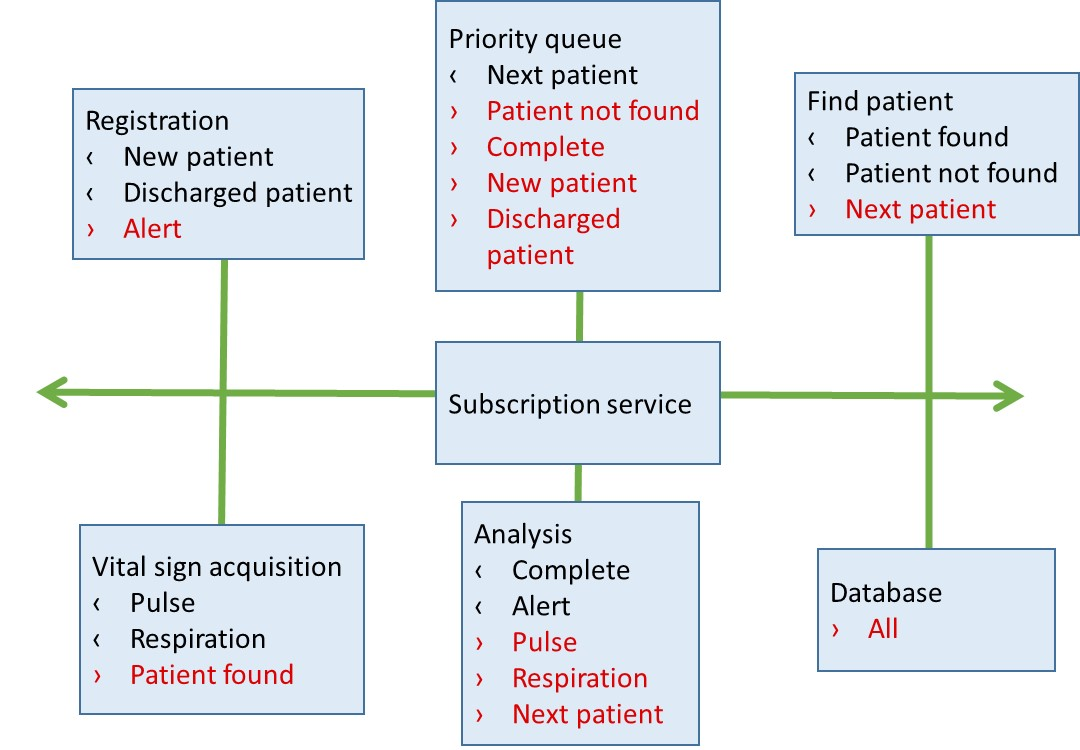 Registration
‹ New patient
‹ Discharged patient
› Alert
Priority queue
‹ Next patient
› Patient not found
› Complete
› New patient
› Discharged
patient
Find patient
‹ Patient found
‹ Patient not found
› Next patient
Subscription service
Vital sign acquisition
‹ Pulse
‹ Respiration
› Patient found
Analysis
‹ Complete
‹ Alert
› Pulse
› Respiration
› Next patient
Database
› All